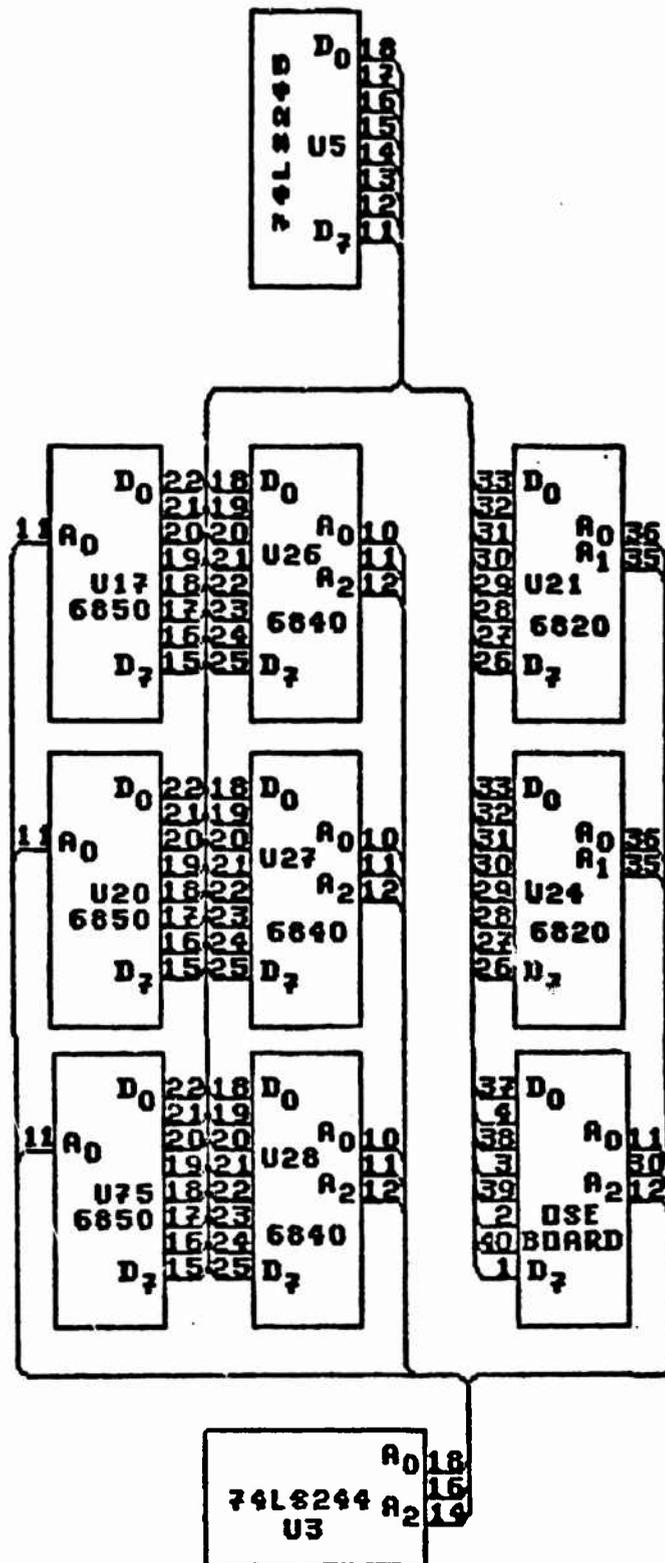 74LS245
U5
D0 18
17
16
15
14
13
12
D7 11
11 A0
U17
6850
D0 22
21
20
19
18
17
16
D7 15
18 D0
19
20
21
22
23
24
25 D7
U26
6840
A0 10
11
A2 12
33 D0
32
31
30
29
28
27
26 D7
U21
6820
A0 36
A1 35
11 A0
U20
6850
D0 22
21
20
19
18
17
16
D7 15
18 D0
19
20
21
22
23
24
25 D7
U27
6840
A0 10
11
A2 12
33 D0
32
31
30
29
28
27
26 D7
U24
6820
A0 36
A1 35
11 A0
U75
6850
D0 22
21
20
19
18
17
16
D7 15
18 D0
19
20
21
22
23
24
25 D7
U28
6840
A0 10
11
A2 12
37 D0
4
38
3
39
2
40
1 D7
OSE
BOARD
A0 11
30
A2 12
74LS244
U3
A0 18
16
A2 14